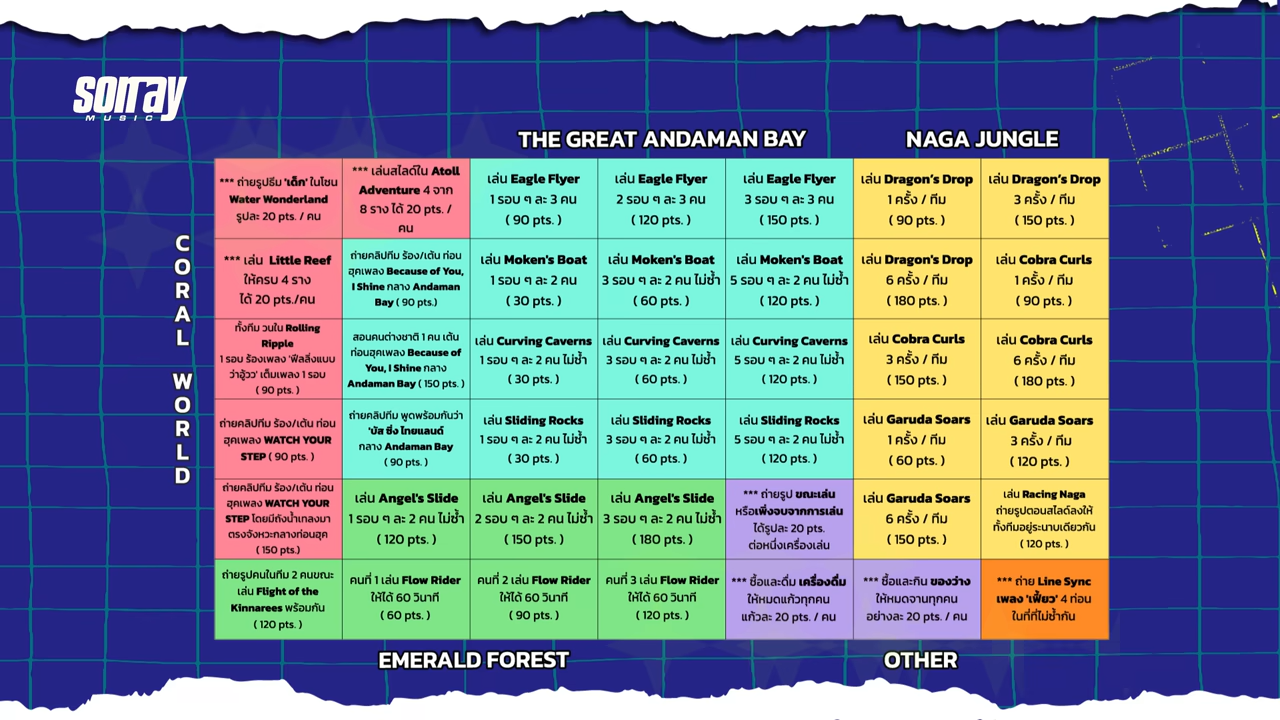 sonray
MUSIC
THE GREAT ANDAMAN BAY
NAGA JUNGLE
*** ถ่ายรูปธีม 'เด็ก' ในโซน
Water Wonderland
รูปละ 20 pts. / คน
*** เล่นสไลด์ใน Atoll
Adventure 4 จาก
8 ราง ได้ 20 pts. /
คน
เล่น Eagle Flyer
1 รอบ ๆ ละ 3 คน
( 90 pts. )
เล่น Eagle Flyer
2 รอบ ๆ ละ 3 คน
( 120 pts. )
เล่น Eagle Flyer
3 รอบ ๆ ละ 3 คน
( 150 pts. )
เล่น Dragon's Drop
1 ครั้ง / ทีม
( 90 pts. )
เล่น Dragon's Drop
3 ครั้ง / ทีม
( 150 pts. )
CORAL WORLD
*** เล่น Little Reef
ให้ครบ 4 ราง
ได้ 20 pts./คน
ถ่ายคลิปทีม ร้อง/เต้น ท่อน
ฮุคเพลง Because of You,
I Shine กลาง Andaman
Bay ( 90 pts.)
เล่น Moken's Boat
1 รอบ ๆ ละ 2 คน
( 30 pts. )
เล่น Moken's Boat
3 รอบ ๆ ละ 2 คน ไม่ซ้ำ
( 60 pts. )
เล่น Moken's Boat
5 รอบ ๆ ละ 2 คน ไม่ซ้ำ
( 120 pts. )
เล่น Dragon's Drop
6 ครั้ง / ทีม
( 180 pts. )
เล่น Cobra Curls
1 ครั้ง / ทีม
( 90 pts. )
ทั้งทีม วนใน Rolling
Ripple
1 รอบ ร้องเพลง 'ฟีลลิ่งแบบ
ว่าอู้วว' เต็มเพลง 1 รอบ
( 90 pts. )
สอนคนต่างชาติ 1 คน เต้น
ท่อนฮุคเพลง Because of
You, I Shine กลาง
Andaman Bay ( 150 pts. )
เล่น Curving Caverns
1 รอบ ๆ ละ 2 คน ไม่ซ้ำ
( 30 pts. )
เล่น Curving Caverns
3 รอบ ๆ ละ 2 คน ไม่ซ้ำ
( 60 pts. )
เล่น Curving Caverns
5 รอบ ๆ ละ 2 คน ไม่ซ้ำ
( 120 pts. )
เล่น Cobra Curls
3 ครั้ง / ทีม
( 150 pts. )
เล่น Cobra Curls
6 ครั้ง / ทีม
( 180 pts. )
ถ่ายคลิปทีม ร้อง/เต้น ท่อน
ฮุคเพลง WATCH YOUR
STEP ( 90 pts. )
ถ่ายคลิปทีม พูดพร้อมกันว่า
'บัส ซิ่ง ไทยแลนด์
กลาง Andaman Bay
( 90 pts. )
เล่น Sliding Rocks
1 รอบ ๆ ละ 2 คน ไม่ซ้ำ
( 30 pts. )
เล่น Sliding Rocks
3 รอบ ๆ ละ 2 คน ไม่ซ้ำ
( 60 pts. )
เล่น Sliding Rocks
5 รอบ ๆ ละ 2 คน ไม่ซ้ำ
( 120 pts. )
เล่น Garuda Soars
1 ครั้ง / ทีม
( 60 pts. )
เล่น Garuda Soars
3 ครั้ง / ทีม
( 120 pts. )
ถ่ายคลิปทีม ร้อง/เต้น ท่อน
ฮุคเพลง WATCH YOUR
STEP โดยมีถังน้ำเทลงมา
ตรงจังหวะกลางท่อนฮุค
( 150 pts.)
เล่น Angel's Slide
1 รอบ ๆ ละ 2 คน ไม่ซ้ำ
( 120 pts. )
เล่น Angel's Slide
2 รอบ ๆ ละ 2 คน ไม่ซ้ำ
( 150 pts. )
เล่น Angel's Slide
3 รอบ ๆ ละ 2 คน ไม่ซ้ำ
( 180 pts. )
*** ถ่ายรูป ขณะเล่น
หรือเพิ่งจบจากการเล่น
ได้รูปละ 20 pts.
ต่อหนึ่งเครื่องเล่น
เล่น Garuda Soars
6 ครั้ง / ทีม
( 150 pts. )
เล่น Racing Naga
ถ่ายรูปตอนสไลด์ลงให้
ทั้งทีมอยู่ระนาบเดียวกัน
( 120 pts. )
ถ่ายรูปคนในทีม 2 คนขณะ
เล่น Flight of the
Kinnarees พร้อมกัน
( 120 pts. )
คนที่ 1 เล่น Flow Rider
ให้ได้ 60 วินาที
( 60 pts. )
คนที่ 2 เล่น Flow Rider
ให้ได้ 60 วินาที
( 90 pts. )
คนที่ 3 เล่น Flow Rider
ให้ได้ 60 วินาที
( 120 pts. )
*** ซื้อและดื่ม เครื่องดื่ม
ให้หมดแก้วทุกคน
แก้วละ 20 pts. / คน
*** ซื้อและกิน ของว่าง
ให้หมดจานทุกคน
อย่างละ 20 pts. / คน
*** ถ่าย Line Sync
เพลง 'เฟี้ยว' 4 ท่อน
ในที่ที่ไม่ซ้ำกัน
EMERALD FOREST
OTHER